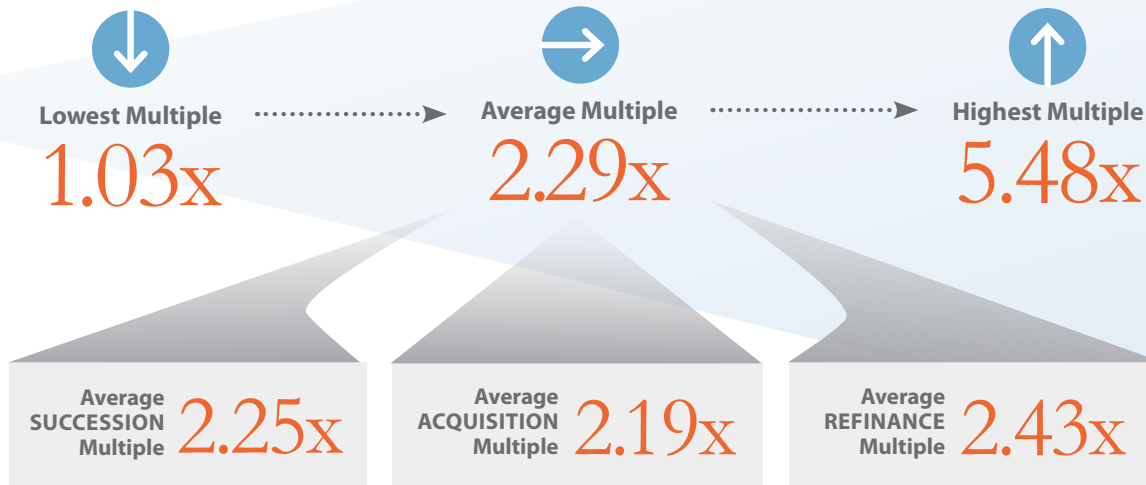 Lowest Multiple
1.03x
Average Multiple
2.29x
Highest Multiple
5.48x
Average
SUCCESSION
Multiple
2.25x
Average
ACQUISITION
Multiple
2.19x
Average
REFINANCE
Multiple
2.43x